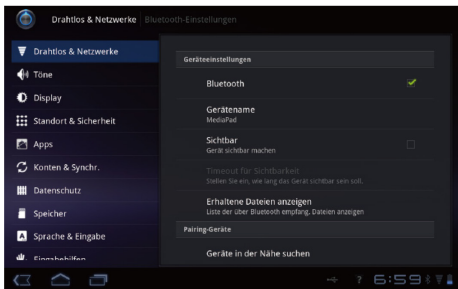 Drahtlos & Netzwerke Bluetooth-Einstellungen
Drahtlos & Netzwerke
Töne
Display
Standort & Sicherheit
Apps
Konten & Synchr.
Datenschutz
Speicher
Sprache & Eingabe
Eingabehilfen
Geräteeinstellungen
Bluetooth
Gerätename
MediaPad
Sichtbar
Gerät sichtbar machen
Timeout für Sichtbarkeit
Stellen Sie ein, wie lang das Gerät sichtbar sein soll.
Erhaltene Dateien anzeigen
Liste der über Bluetooth empfang. Dateien anzeigen
Pairing-Geräte
Geräte in der Nähe suchen
? 6:59